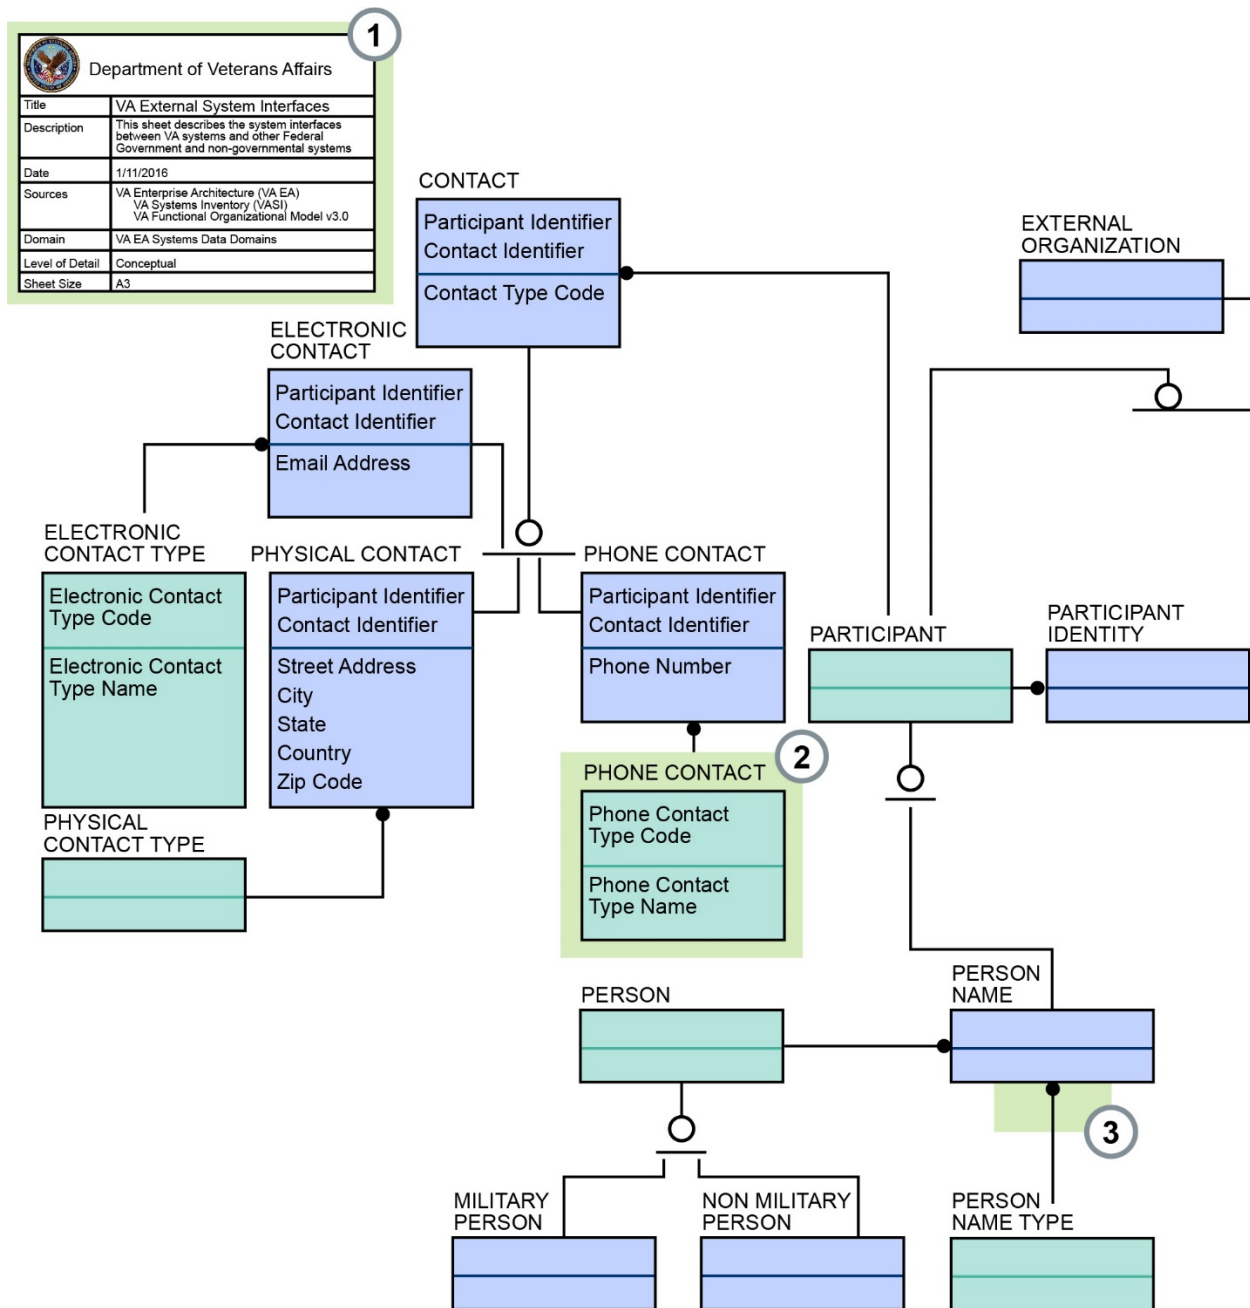 1
Department of Veterans Affairs
Title VA External System Interfaces
Description This sheet describes the system interfaces
between VA systems and other Federal
Government and non-governmental systems
Date 1/11/2016
Sources VA Enterprise Architecture (VA EA)
VA Systems Inventory (VASI)
VA Functional Organizational Model v3.0
Domain VA EA Systems Data Domains
Level of Detail Conceptual
Sheet Size A3
CONTACT
Participant Identifier
Contact Identifier
Contact Type Code
EXTERNAL
ORGANIZATION
ELECTRONIC
CONTACT
Participant Identifier
Contact Identifier
Email Address
ELECTRONIC
CONTACT TYPE
Electronic Contact
Type Code
Electronic Contact
Type Name
PHYSICAL CONTACT
Participant Identifier
Contact Identifier
Street Address
City
State
Country
Zip Code
PHONE CONTACT
Participant Identifier
Contact Identifier
Phone Number
PARTICIPANT
PARTICIPANT
IDENTITY
2
PHONE CONTACT
Phone Contact
Type Code
Phone Contact
Type Name
PHYSICAL
CONTACT TYPE
PERSON
PERSON
NAME
3
MILITARY
PERSON
NON MILITARY
PERSON
PERSON
NAME TYPE